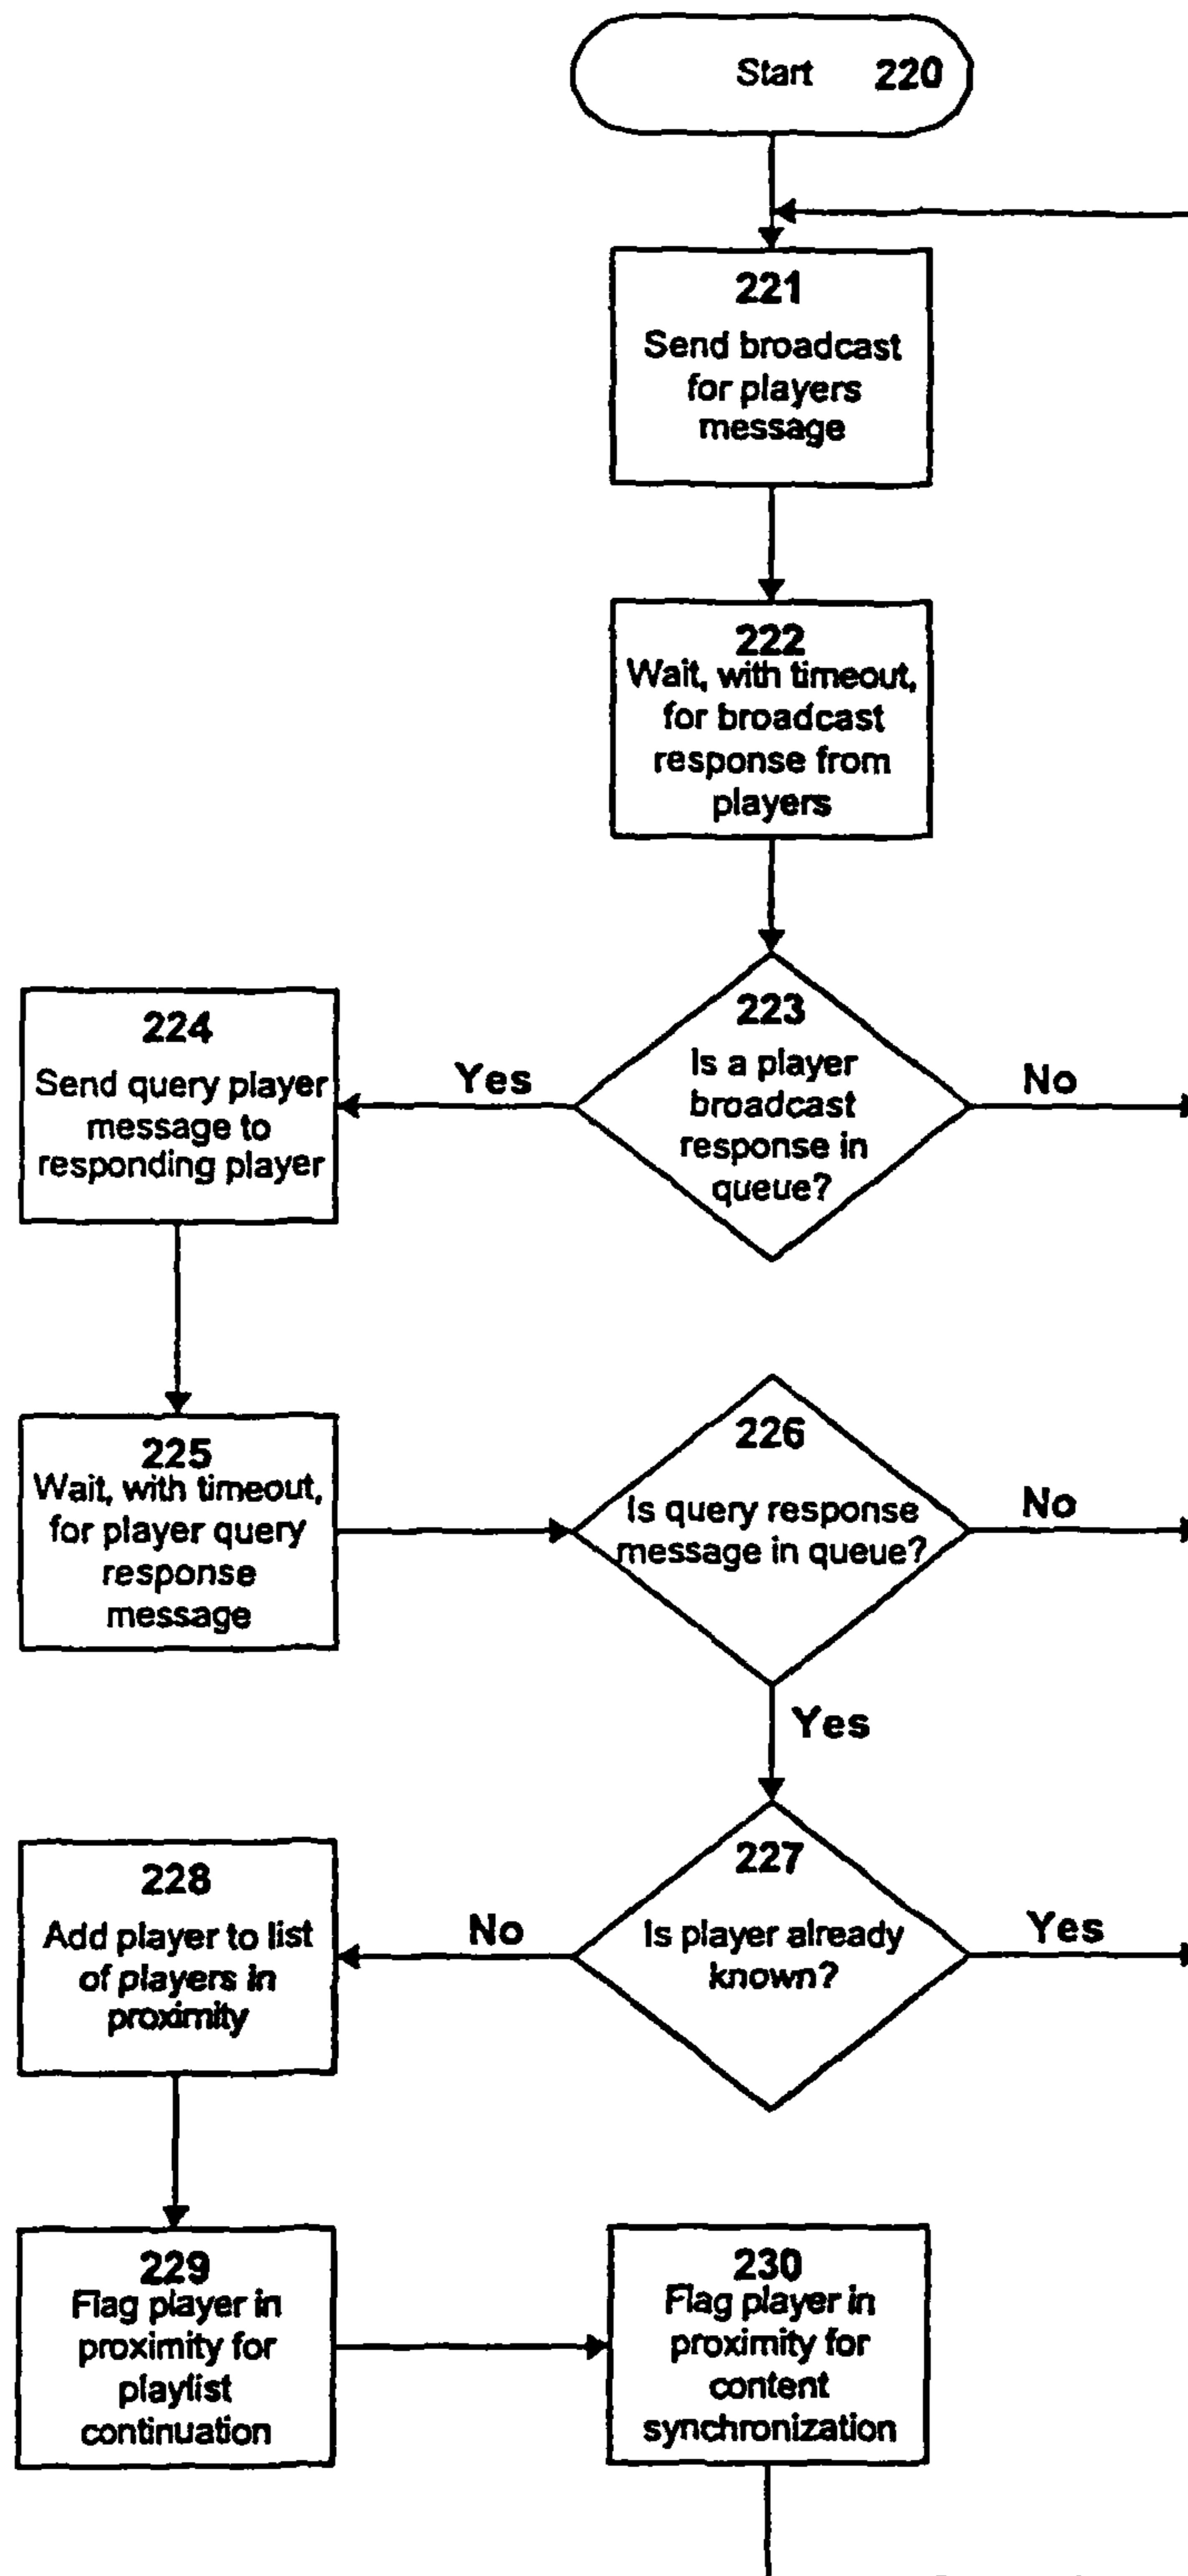 Start 220
221
Send broadcast
for players
message
222
Wait, with timeout,
for broadcast
response from
players
223
Is a player
broadcast
response in
queue?
Yes
No
224
Send query player
message to
responding player
225
Wait, with timeout,
for player query
response
message
226
Is query response
message in queue?
No
Yes
227
Is player already
known?
No
Yes
228
Add player to list
of players in
proximity
229
Flag player in
proximity for
playlist
continuation
230
Flag player in
proximity for
content
synchronization